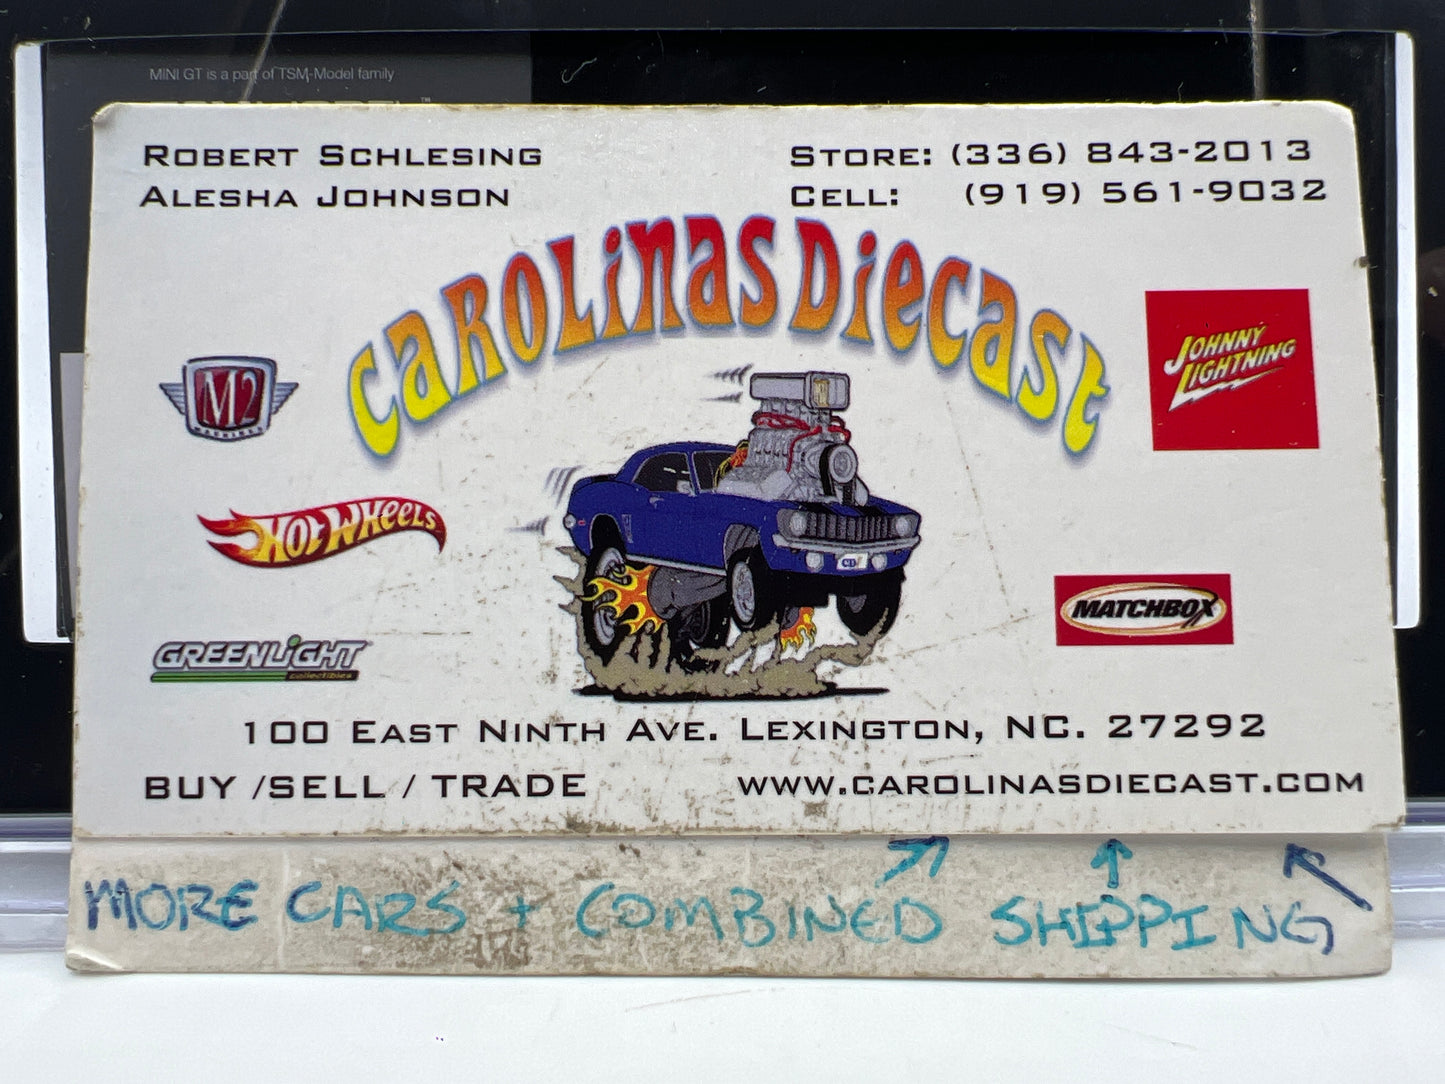 MINI GT is a part of TSM-Model family
ROBERT SCHLESING
ALESHA JOHNSON
STORE: (336) 843-2013
CELL: (919) 561-9032
CAROLINAS DIECAST
M2
MACHINES
JOHNNY
LIGHTNING
HOT WHEELS
MATCHBOX
GREENLiGHT
collectibles
100 EAST NINTH AVE. LEXINGTON, NC. 27292
BUY /SELL / TRADE
WWW.CAROLINASDIECAST.COM
MORE CARS + COMBINED SHIPPING